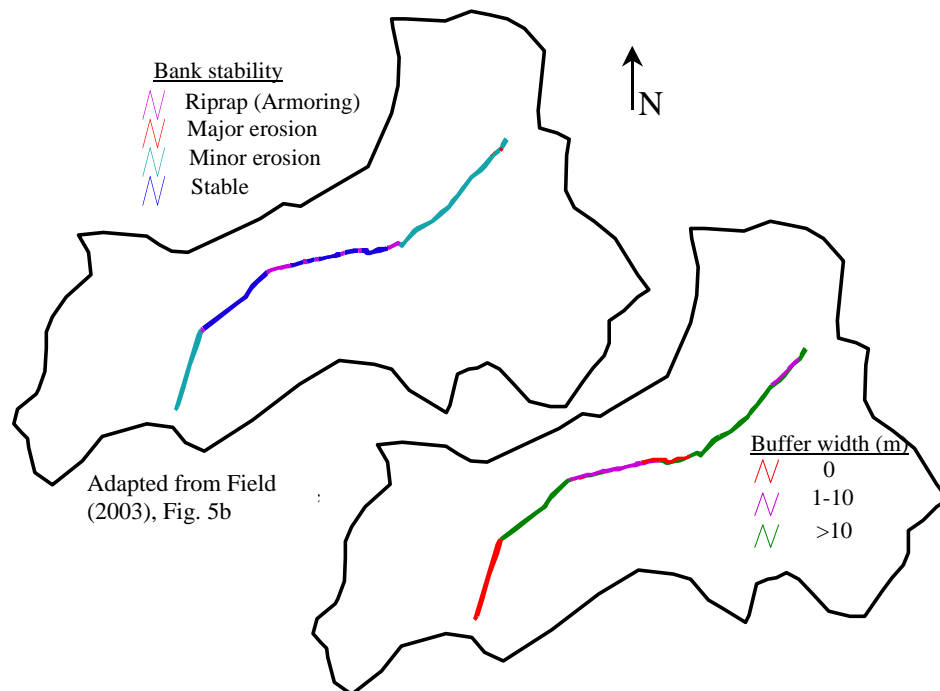 Bank stability
Riprap (Armoring)
Major erosion
Minor erosion
Stable
N
Adapted from Field
(2003), Fig. 5b
Buffer width (m)
0
1-10
>10